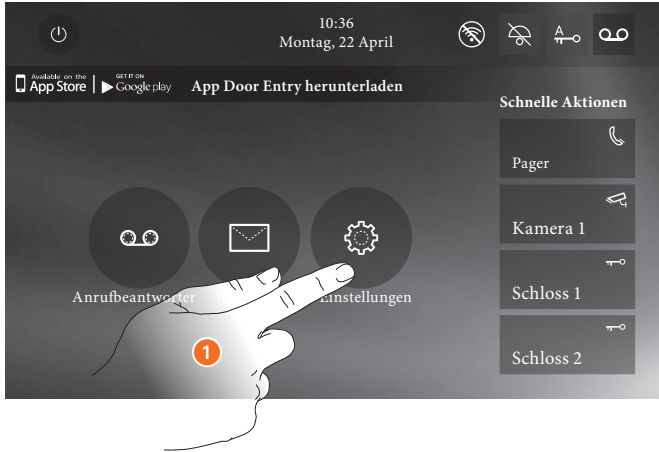 10:36
Montag, 22 April
A
Available on the
App Store
GET IT ON
Google play
App Door Entry herunterladen
Schnelle Aktionen
Pager
Kamera 1
Schloss 1
Schloss 2
Anrufbeantworter
Einstellungen
1